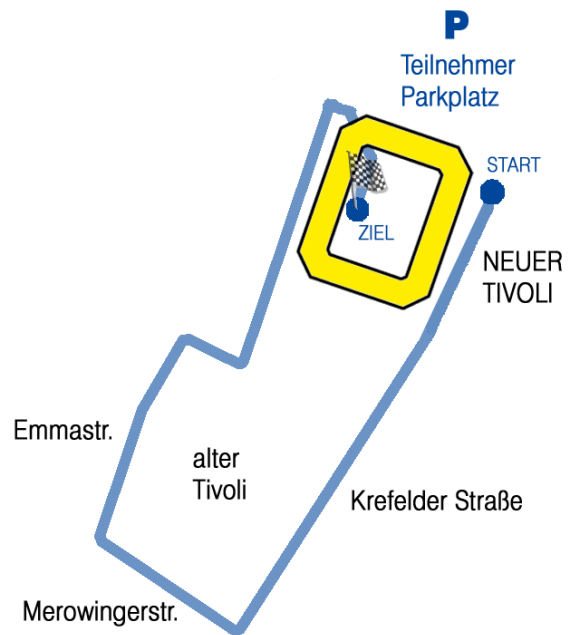 P
Teilnehmer
Parkplatz
START
ZIEL
NEUER
TIVOLI
Emmastr.
alter
Tivoli
Krefelder Straße
Merowingerstr.